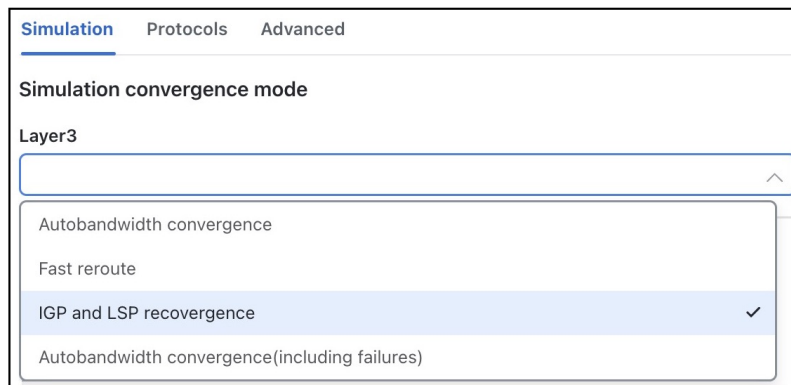 Simulation Protocols Advanced
Simulation convergence mode
Layer3
Autobandwidth convergence
Fast reroute
IGP and LSP recovergence
Autobandwidth convergence(including failures)